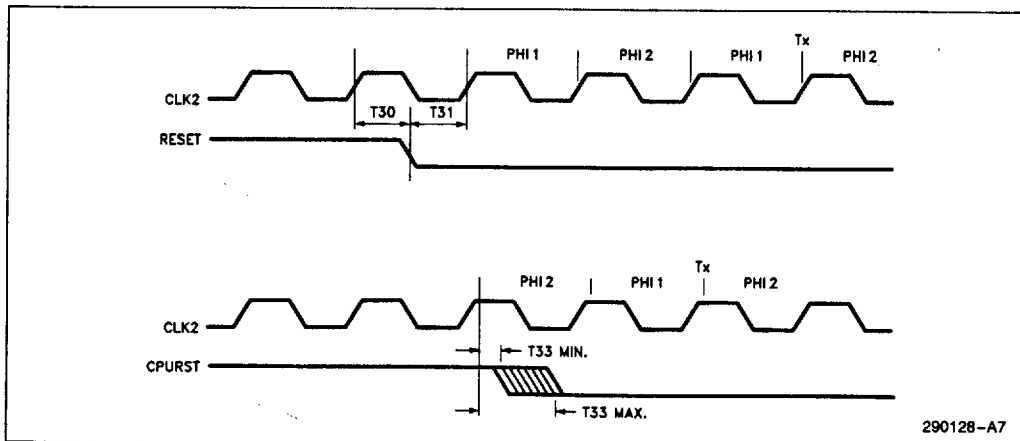 Tx
PHI 1 PHI 2 PHI 1 PHI 2
CLK2
T30 T31
RESET
Tx
PHI 2 PHI 1 PHI 2
CLK2
T33 MIN.
CPURST
T33 MAX.
290128-A7